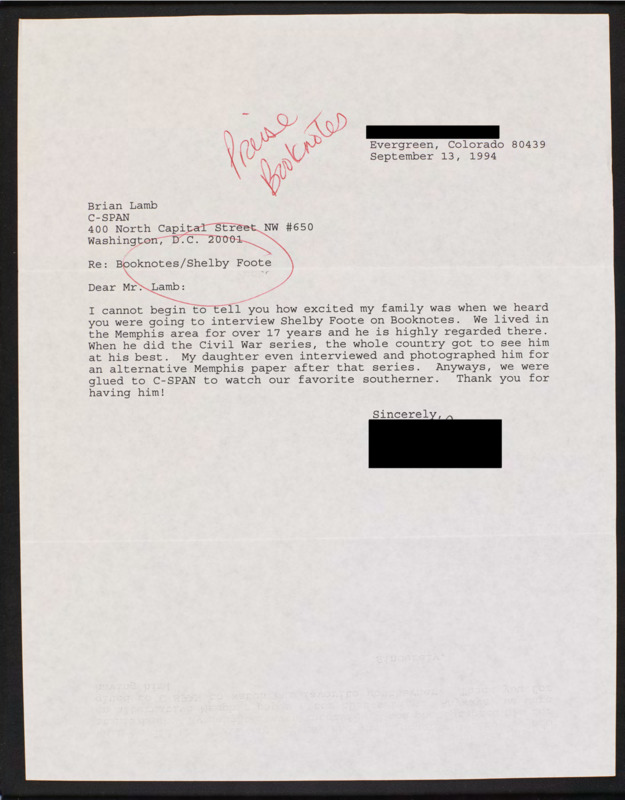 Praise
Booknotes
Evergreen, Colorado 80439
September 13, 1994
Brian Lamb
C-SPAN
400 North Capital Street NW #650
Washington, D.C. 20001
Re: Booknotes/Shelby Foote
Dear Mr. Lamb:
I cannot begin to tell you how excited my family was when we heard
you were going to interview Shelby Foote on Booknotes. We lived in
the Memphis area for over 17 years and he is highly regarded there.
When he did the Civil War series, the whole country got to see him
at his best. My daughter even interviewed and photographed him for
an alternative Memphis paper after that series. Anyways, we were
glued to C-SPAN to watch our favorite southerner. Thank you for
having him!
Sincerely,